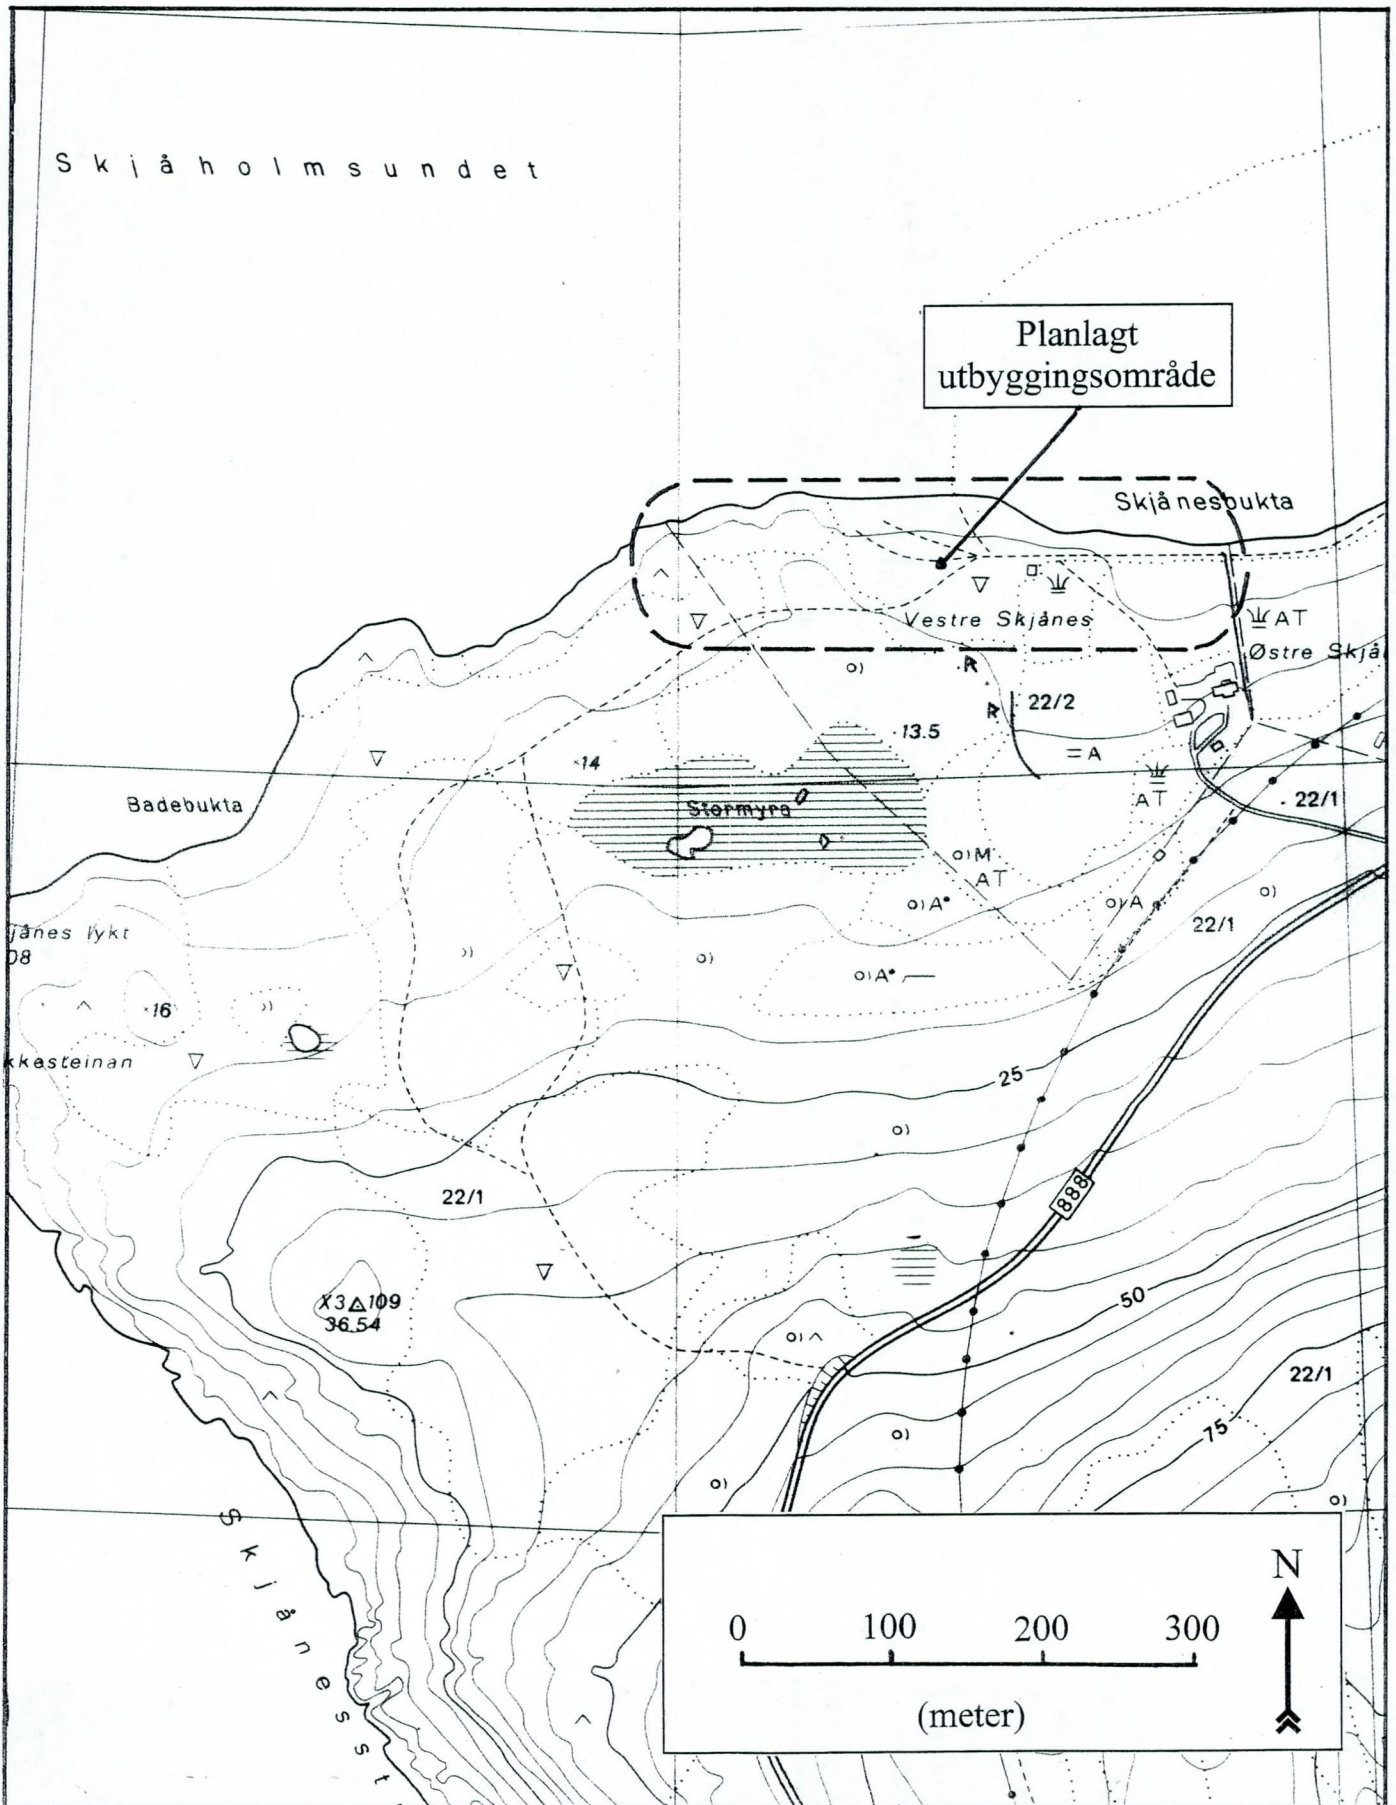 Skjåholmsundet
Planlagt
utbyggingsområde
Skjånesbukta
Vestre Skjånes
AT
Østre Skjå
R
22/2
R
13.5
A
14
AT
22/1
Badebukta
Stormyra
M
AT
A
A
22/1
jånes lykt
08
A
16
kkesteinan
25
22/1
888
X3 109
36.54
50
22/1
75
Skjånesst
N
0 100 200 300
(meter)